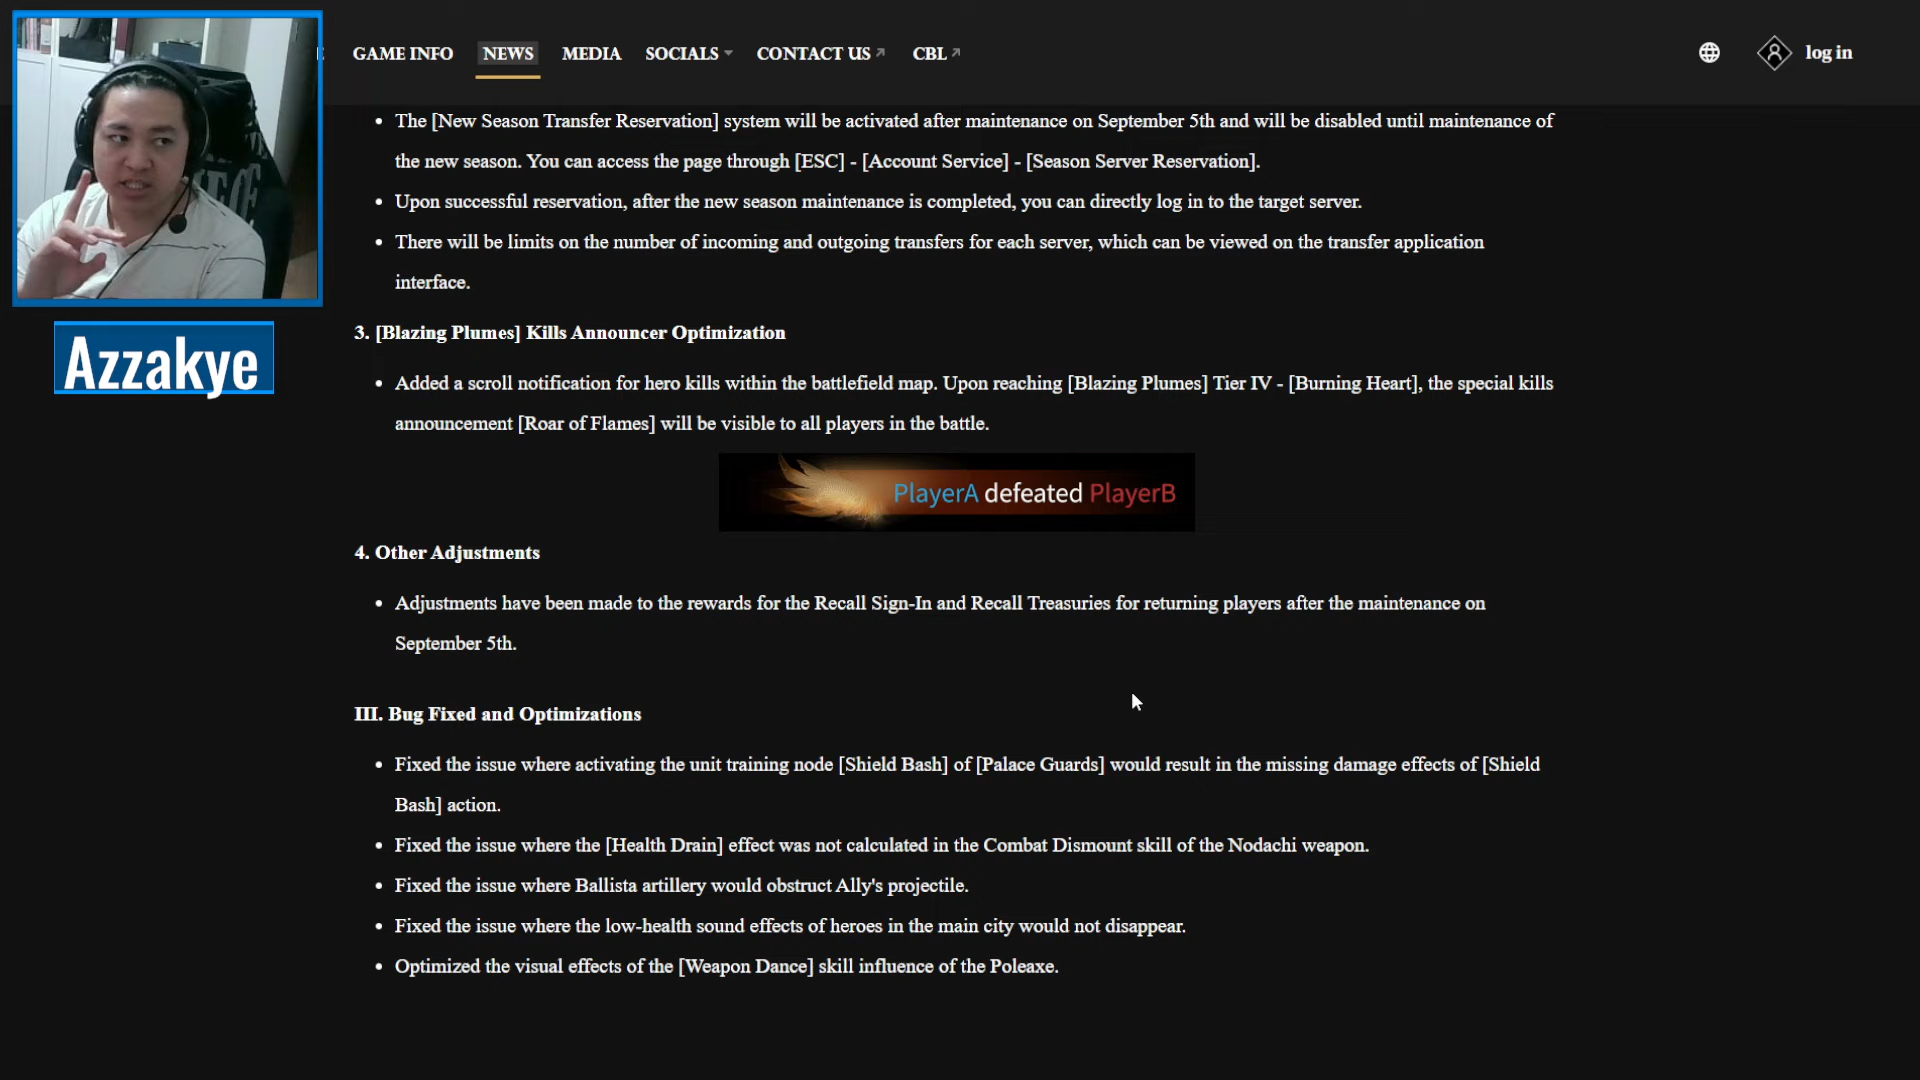 GAME INFO NEWS MEDIA SOCIALS CONTACT US CBL log in
The [New Season Transfer Reservation] system will be activated after maintenance on September 5th and will be disabled until maintenance of
the new season. You can access the page through [ESC] - [Account Service] - [Season Server Reservation].
Upon successful reservation, after the new season maintenance is completed, you can directly log in to the target server.
There will be limits on the number of incoming and outgoing transfers for each server, which can be viewed on the transfer application
interface.
Azzakye
3. [Blazing Plumes] Kills Announcer Optimization
Added a scroll notification for hero kills within the battlefield map. Upon reaching [Blazing Plumes] Tier IV - [Burning Heart], the special kills
announcement [Roar of Flames] will be visible to all players in the battle.
PlayerA defeated PlayerB
4. Other Adjustments
Adjustments have been made to the rewards for the Recall Sign-In and Recall Treasuries for returning players after the maintenance on
September 5th.
III. Bug Fixed and Optimizations
Fixed the issue where activating the unit training node [Shield Bash] of [Palace Guards] would result in the missing damage effects of [Shield
Bash] action.
Fixed the issue where the [Health Drain] effect was not calculated in the Combat Dismount skill of the Nodachi weapon.
Fixed the issue where Ballista artillery would obstruct Ally's projectile.
Fixed the issue where the low-health sound effects of heroes in the main city would not disappear.
Optimized the visual effects of the [Weapon Dance] skill influence of the Poleaxe.